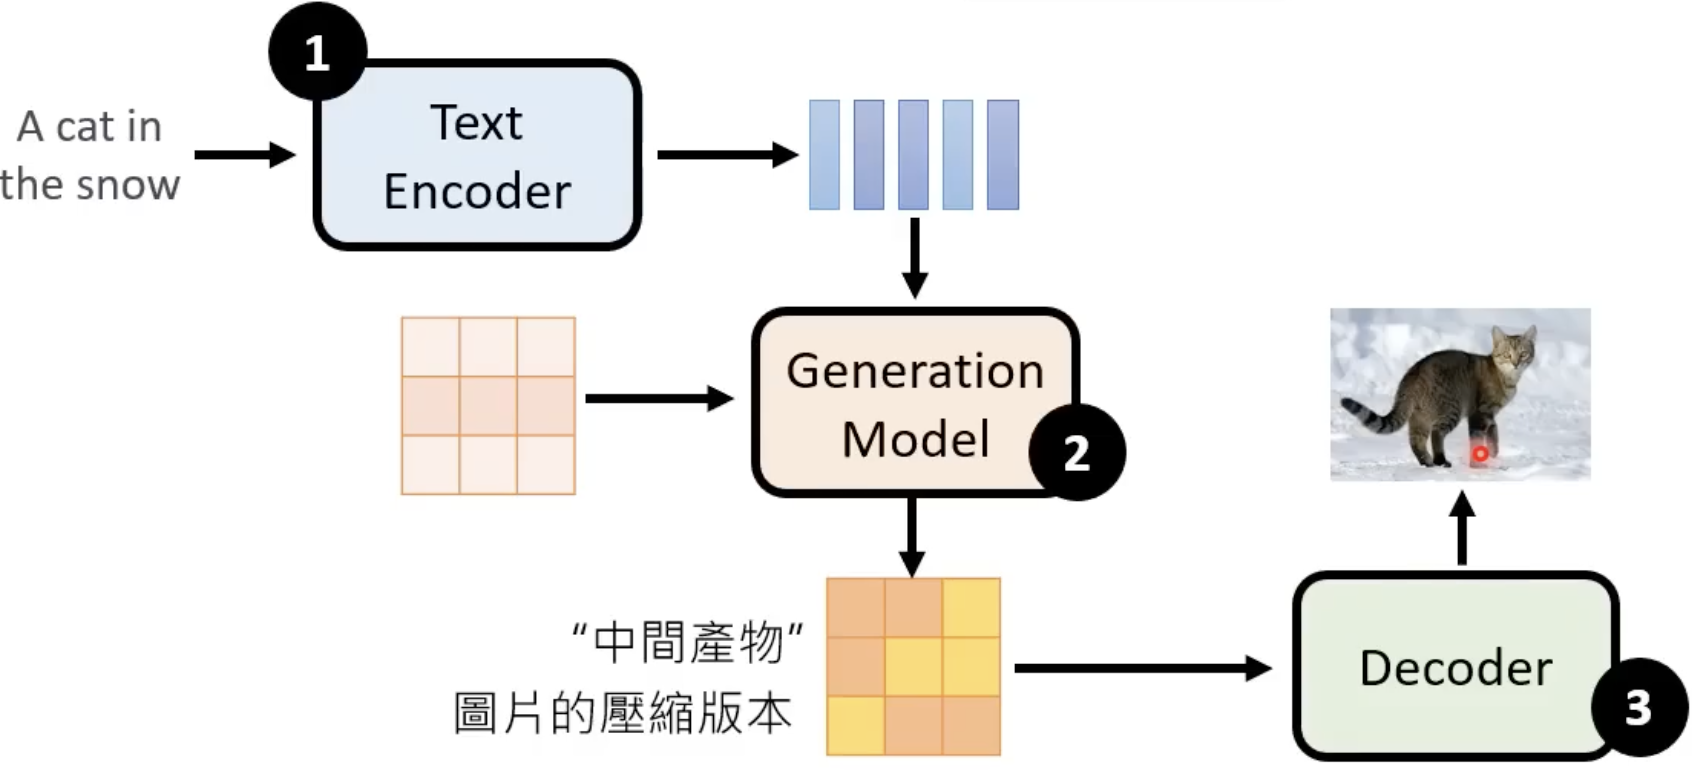 1
Text
Encoder
A cat in
the snow
Generation
Model
2
“中間產物”
圖片的壓縮版本
Decoder
3